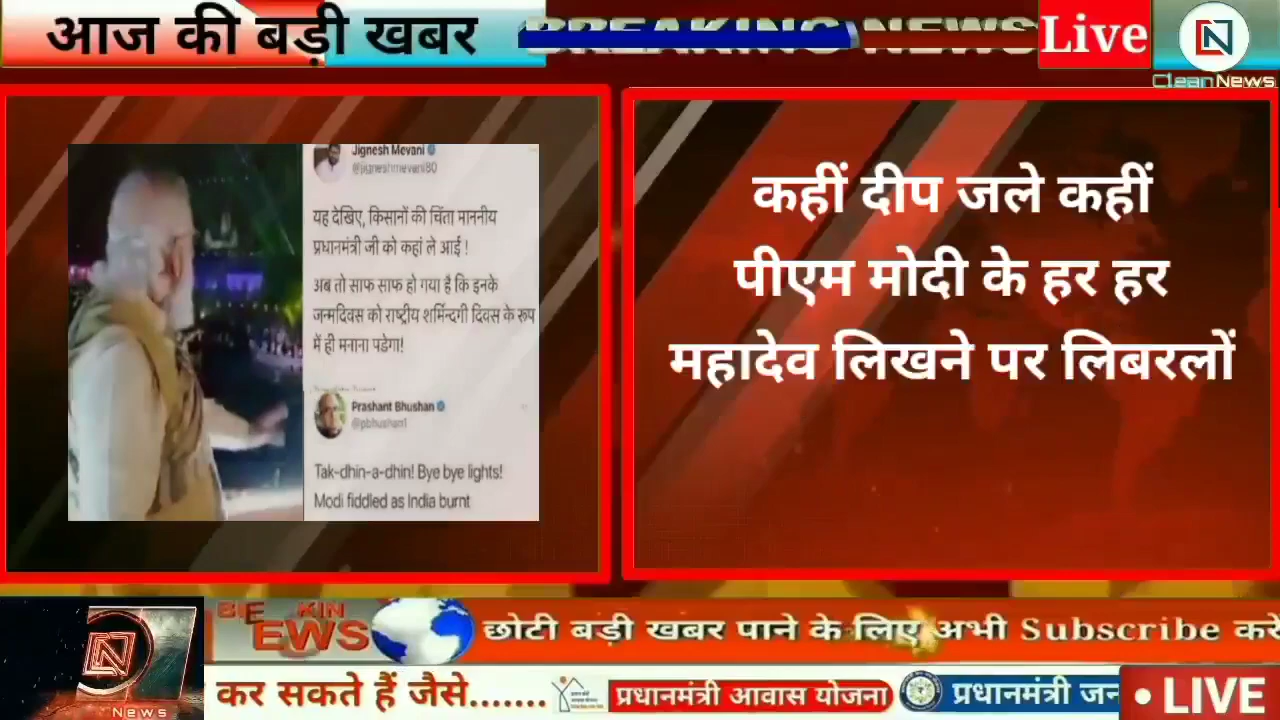 आज की बड़ी खबर
BREAKING NEWS
Live
CleanNews
Jignesh Mevani
@jigneshmevani80
यह देखिए, किसानों की चिंता माननीय
प्रधानमंत्री जी को कहां ले आई !
अब तो साफ साफ हो गया है कि इनके
जन्मदिवस को राष्ट्रीय शर्मिन्दगी दिवस के रूप
में ही मनाना पडेगा!
Prashant Bhushan
@pbhushan1
Tak-dhin-a-dhin! Bye bye lights!
Modi fiddled as India burnt
कहीं दीप जले कहीं
पीएम मोदी के हर हर
महादेव लिखने पर लिबरलों
News
छोटी बड़ी खबर पाने के लिए अभी Subscribe करे
कर सकते हैं जैसे.......
प्रधानमंत्री आवास योजना
प्रधानमंत्री जन
• LIVE